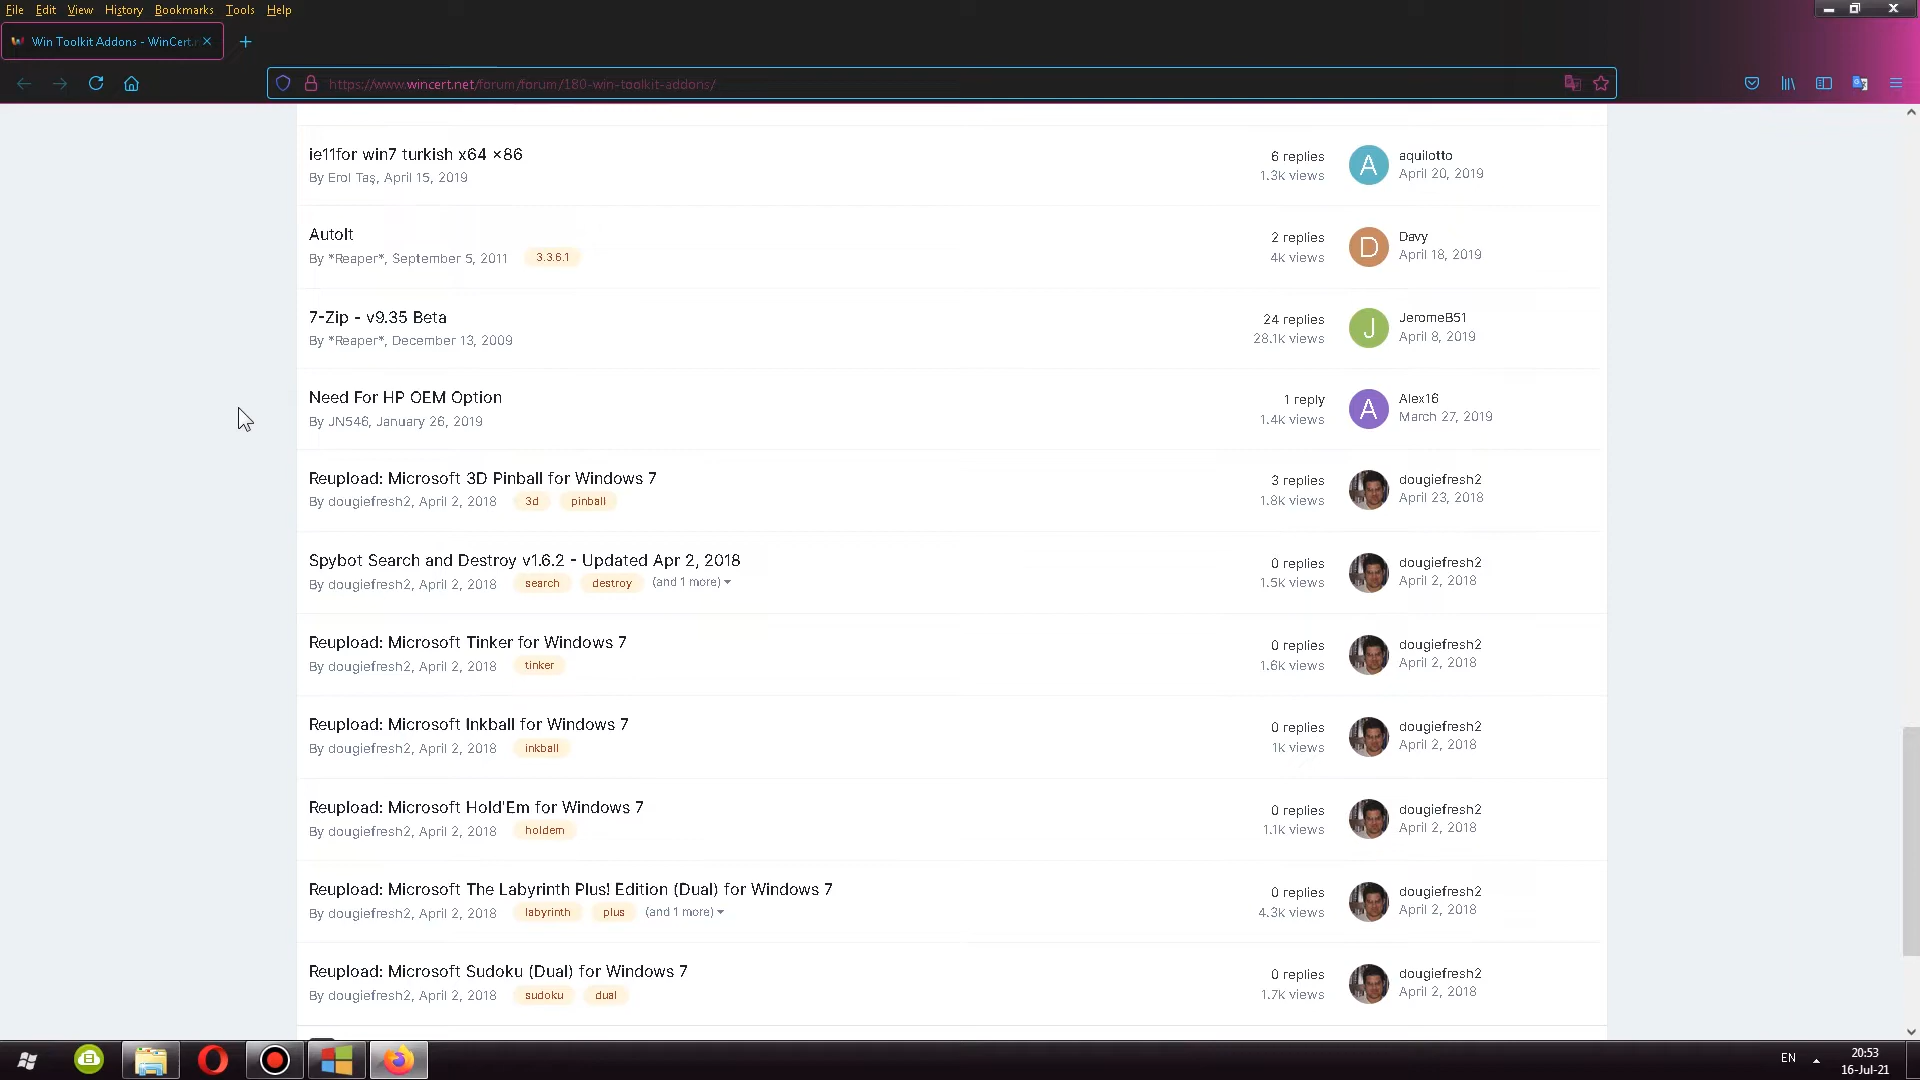 File Edit View History Bookmarks Tools Help
Win Toolkit Addons - WinCert.n
https://www.wincert.net/forum/forum/180-win-toolkit-addons/
ie11for win7 turkish x64 ×86
By Erol Taş, April 15, 2019
6 replies
1.3k views
A
aquilotto
April 20, 2019
AutoIt
By *Reaper*, September 5, 2011 3.3.6.1
2 replies
4k views
D
Davy
April 18, 2019
7-Zip - v9.35 Beta
By *Reaper*, December 13, 2009
24 replies
28.1k views
J
JeromeB51
April 8, 2019
Need For HP OEM Option
By JN546, January 26, 2019
1 reply
1.4k views
A
Alex16
March 27, 2019
Reupload: Microsoft 3D Pinball for Windows 7
By dougiefresh2, April 2, 2018 3d pinball
3 replies
1.8k views
dougiefresh2
April 23, 2018
Spybot Search and Destroy v1.6.2 - Updated Apr 2, 2018
By dougiefresh2, April 2, 2018 search destroy (and 1 more)
0 replies
1.5k views
dougiefresh2
April 2, 2018
Reupload: Microsoft Tinker for Windows 7
By dougiefresh2, April 2, 2018 tinker
0 replies
1.6k views
dougiefresh2
April 2, 2018
Reupload: Microsoft Inkball for Windows 7
By dougiefresh2, April 2, 2018 inkball
0 replies
1k views
dougiefresh2
April 2, 2018
Reupload: Microsoft Hold'Em for Windows 7
By dougiefresh2, April 2, 2018 holdem
0 replies
1.1k views
dougiefresh2
April 2, 2018
Reupload: Microsoft The Labyrinth Plus! Edition (Dual) for Windows 7
By dougiefresh2, April 2, 2018 labyrinth plus (and 1 more)
0 replies
4.3k views
dougiefresh2
April 2, 2018
Reupload: Microsoft Sudoku (Dual) for Windows 7
By dougiefresh2, April 2, 2018 sudoku dual
0 replies
1.7k views
dougiefresh2
April 2, 2018
EN
20:53
16-Jul-21